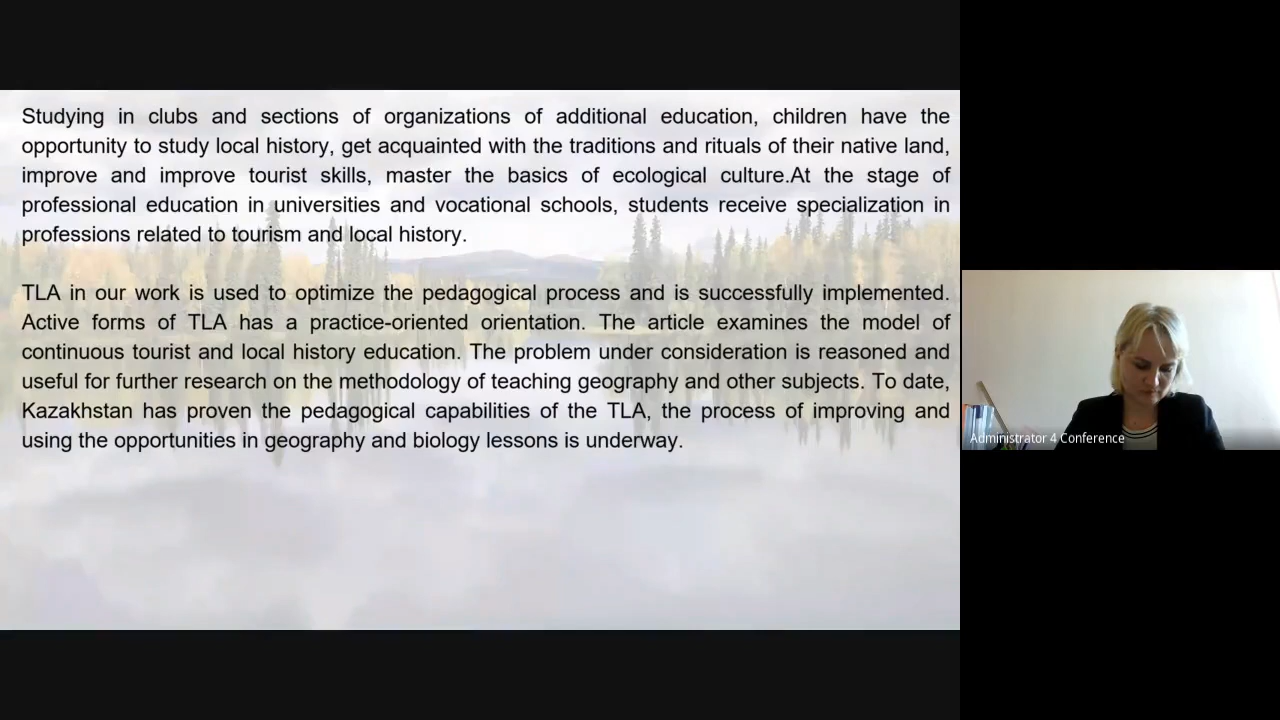 Studying in clubs and sections of organizations of additional education, children have the
opportunity to study local history, get acquainted with the traditions and rituals of their native land,
improve and improve tourist skills, master the basics of ecological culture.At the stage of
professional education in universities and vocational schools, students receive specialization in
professions related to tourism and local history.
TLA in our work is used to optimize the pedagogical process and is successfully implemented.
Active forms of TLA has a practice-oriented orientation. The article examines the model of
continuous tourist and local history education. The problem under consideration is reasoned and
useful for further research on the methodology of teaching geography and other subjects. To date,
Kazakhstan has proven the pedagogical capabilities of the TLA, the process of improving and
using the opportunities in geography and biology lessons is underway.
Administrator 4 Conference